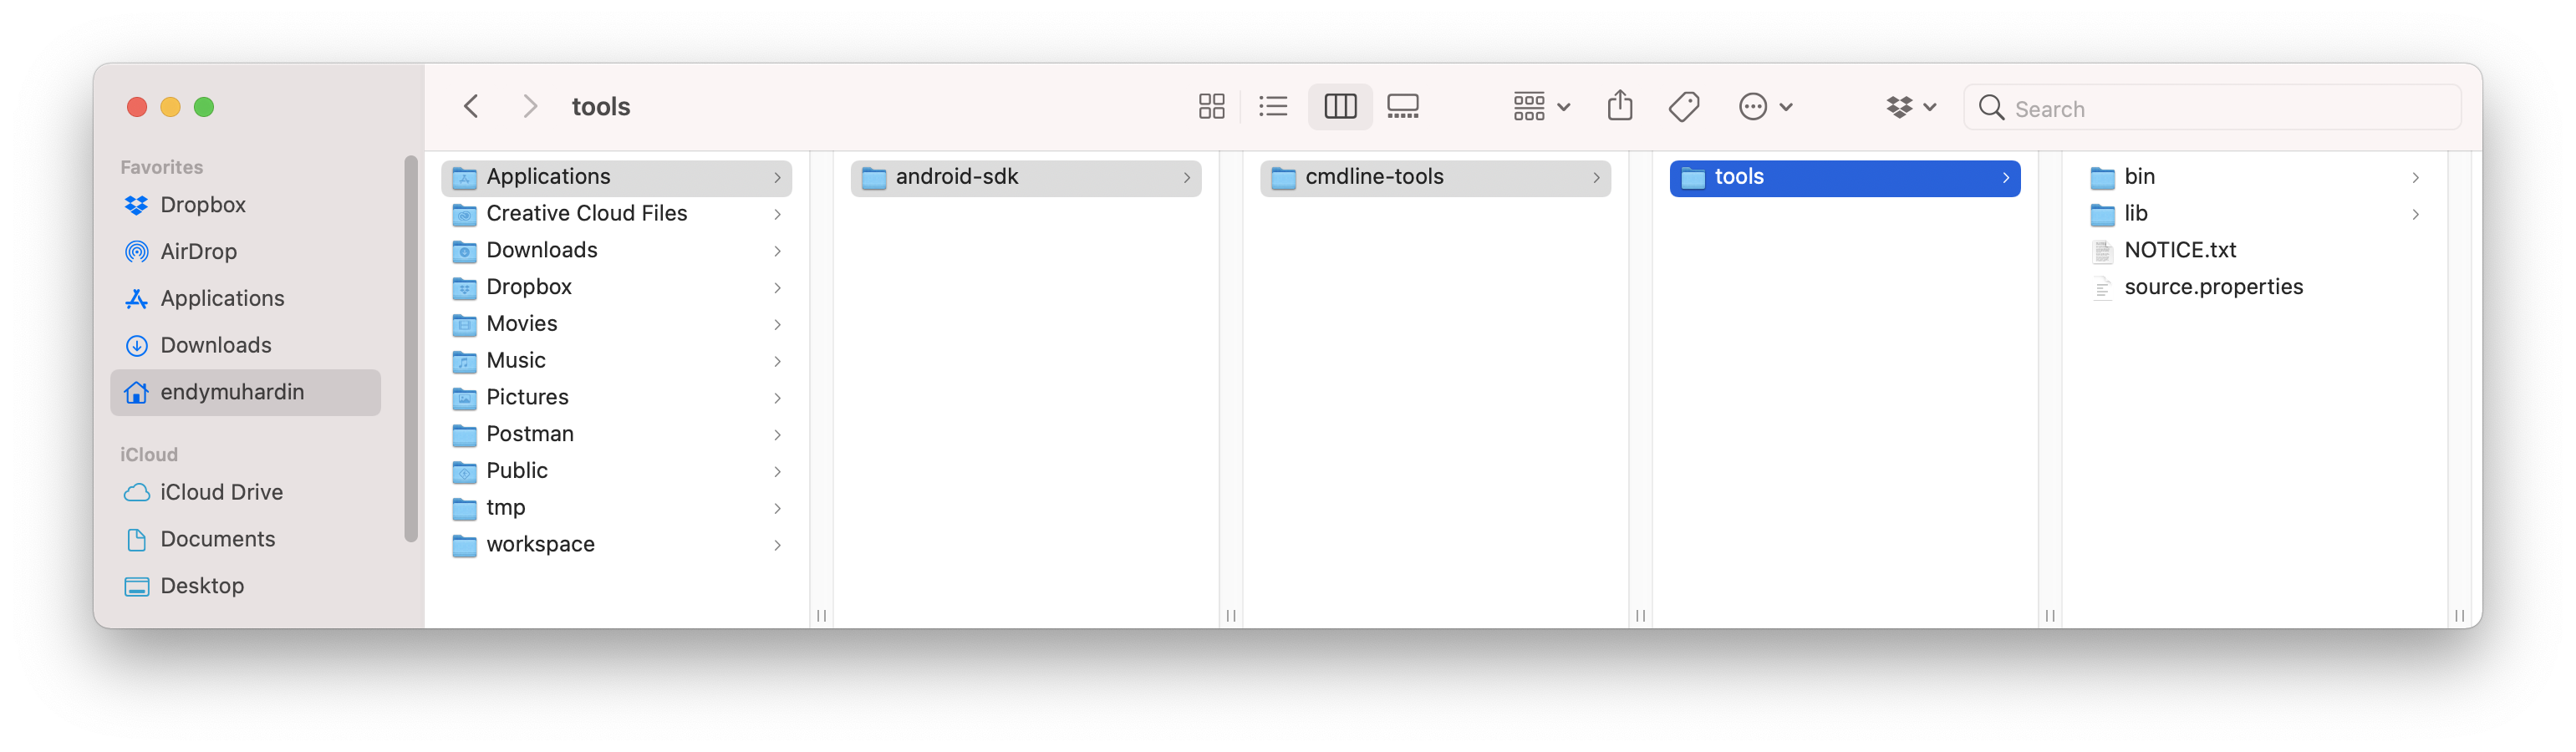 tools
Search
Favorites
Dropbox
AirDrop
Applications
Downloads
endymuhardin
iCloud
iCloud Drive
Documents
Desktop
Applications
Creative Cloud Files
Downloads
Dropbox
Movies
Music
Pictures
Postman
Public
tmp
workspace
android-sdk
cmdline-tools
tools
bin
lib
NOTICE.txt
source.properties